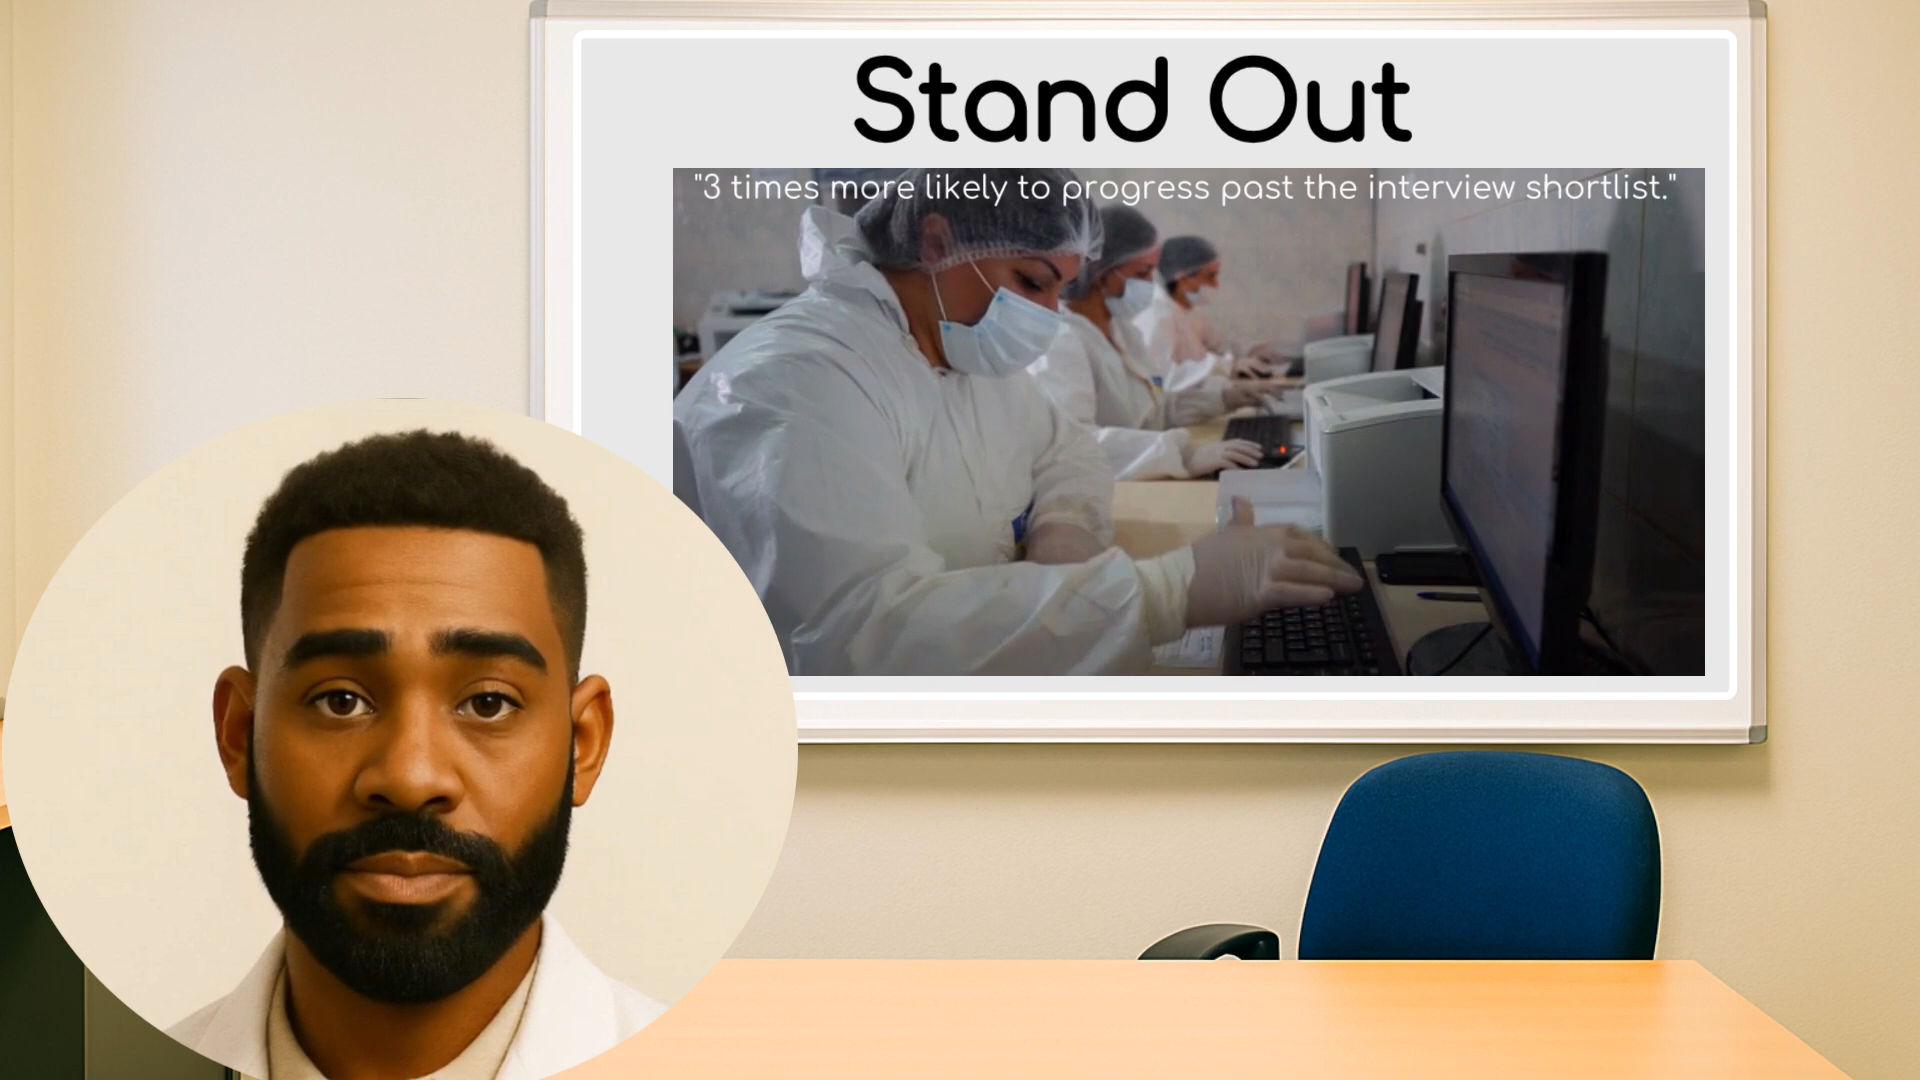 Stand Out
"3 times more likely to progress past the interview shortlist."